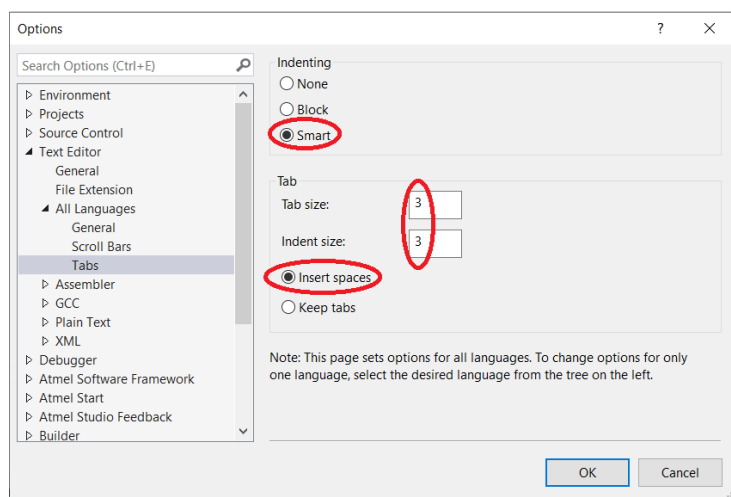 Options
?
Search Options (Ctrl+E)
Environment
Projects
Source Control
Text Editor
General
File Extension
All Languages
General
Scroll Bars
Tabs
Assembler
GCC
Plain Text
XML
Debugger
Atmel Software Framework
Atmel Start
Atmel Studio Feedback
Builder
Indenting
None
Block
Smart
Tab
Tab size: 3
Indent size: 3
Insert spaces
Keep tabs
Note: This page sets options for all languages. To change options for only
one language, select the desired language from the tree on the left.
OK Cancel